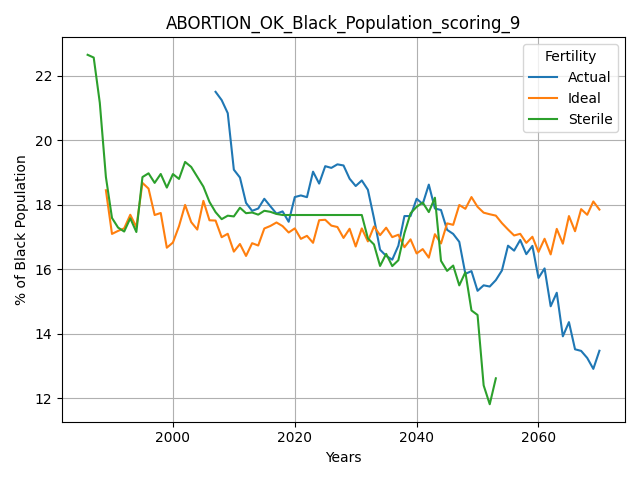 ABORTION_OK_Black_Population_scoring_9
Fertility
Actual
Ideal
Sterile
% of Black Population
22
20
18
16
14
12
2000
2020
2040
2060
Years